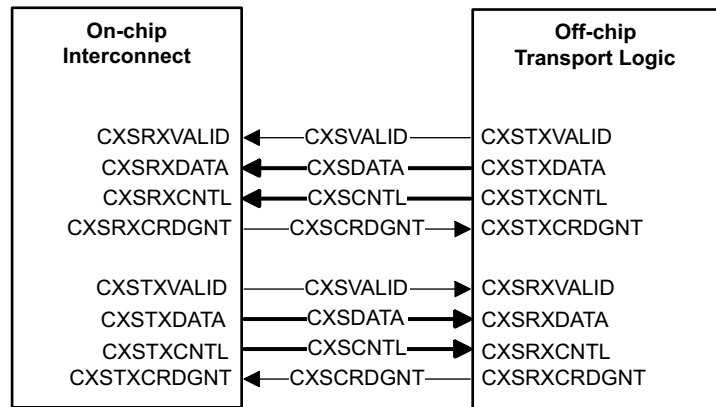 On-chip Interconnect
Off-chip Transport Logic
CXSRXVALID CXSVALID CXSTXVALID
CXSRXDATA CXSDATA CXSTXDATA
CXSRXCNTL CXSCNTL CXSTXCNTL
CXSRXCRDGNT CXSCRDGNT CXSTXCRDGNT
CXSTXVALID CXSVALID CXSRXVALID
CXSTXDATA CXSDATA CXSRXDATA
CXSTXCNTL CXSCNTL CXSRXCNTL
CXSTXCRDGNT CXSCRDGNT CXSRXCRDGNT